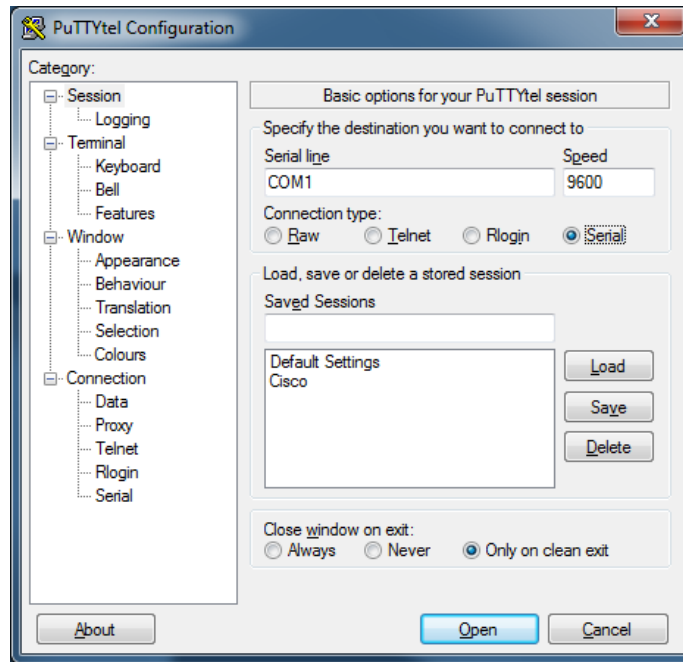 PuTTYtel Configuration
Category:
Session
Logging
Terminal
Keyboard
Bell
Features
Window
Appearance
Behaviour
Translation
Selection
Colours
Connection
Data
Proxy
Telnet
Rlogin
Serial
Basic options for your PuTTYtel session
Specify the destination you want to connect to
Serial line Speed
COM1 9600
Connection type:
Raw Telnet Rlogin Serial
Load, save or delete a stored session
Saved Sessions
Default Settings
Cisco
Load
Save
Delete
Close window on exit:
Always Never Only on clean exit
About Open Cancel